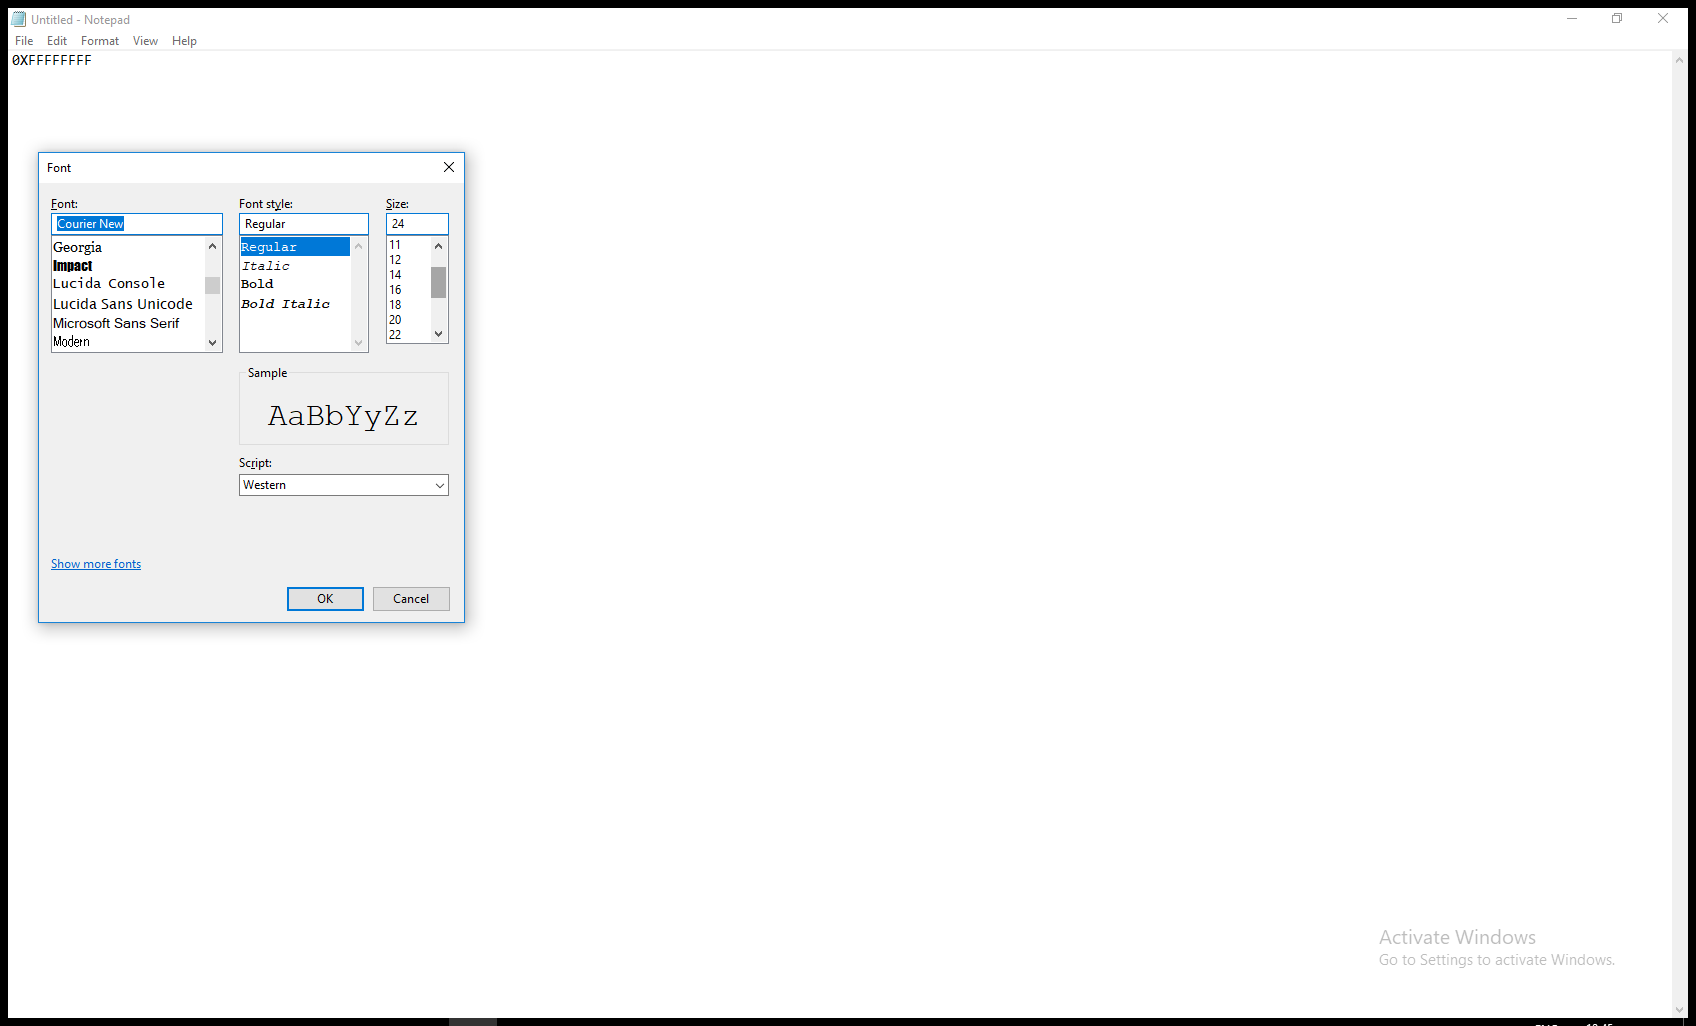 Untitled - Notepad
File Edit Format View Help
0XFFFFFFFF
Font
Font: Font style: Size:
Courier New Regular 24
Georgia
Impact
Lucida Console
Lucida Sans Unicode
Microsoft Sans Serif
Modern
Regular
Italic
Bold
Bold Italic
11
12
14
16
18
20
22
Sample
AaBbYyZz
Script:
Western
Show more fonts
OK Cancel
Activate Windows
Go to Settings to activate Windows.